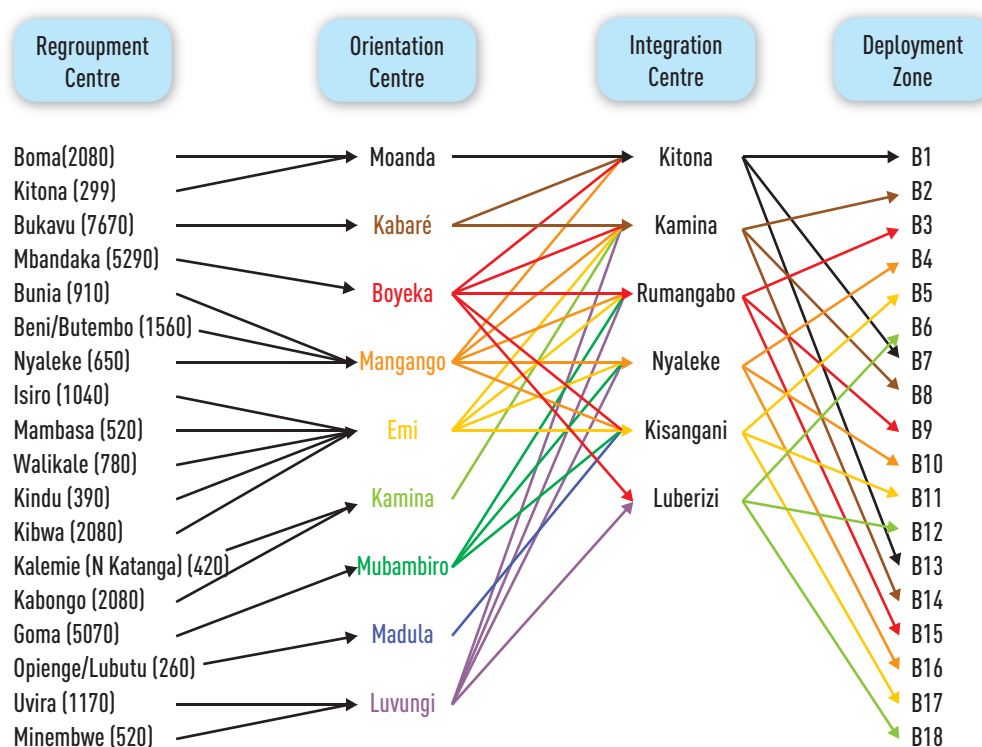 Regroupment
Centre
Orientation
Centre
Integration
Centre
Deployment
Zone
Boma(2080)
Kitona (299)
Bukavu (7670)
Mbandaka (5290)
Bunia (910)
Beni/Butembo (1560)
Nyaleke (650)
Isiro (1040)
Mambasa (520)
Walikale (780)
Kindu (390)
Kibwa (2080)
Kalemie (N Katanga) (420)
Kabongo (2080)
Goma (5070)
Opienge/Lubutu (260)
Uvira (1170)
Minembwe (520)
Moanda
Kabaré
Boyeka
Mangango
Emi
Kamina
Mubambiro
Madula
Luvungi
Kitona
Kamina
Rumangabo
Nyaleke
Kisangani
Luberizi
B1
B2
B3
B4
B5
B6
B7
B8
B9
B10
B11
B12
B13
B14
B15
B16
B17
B18